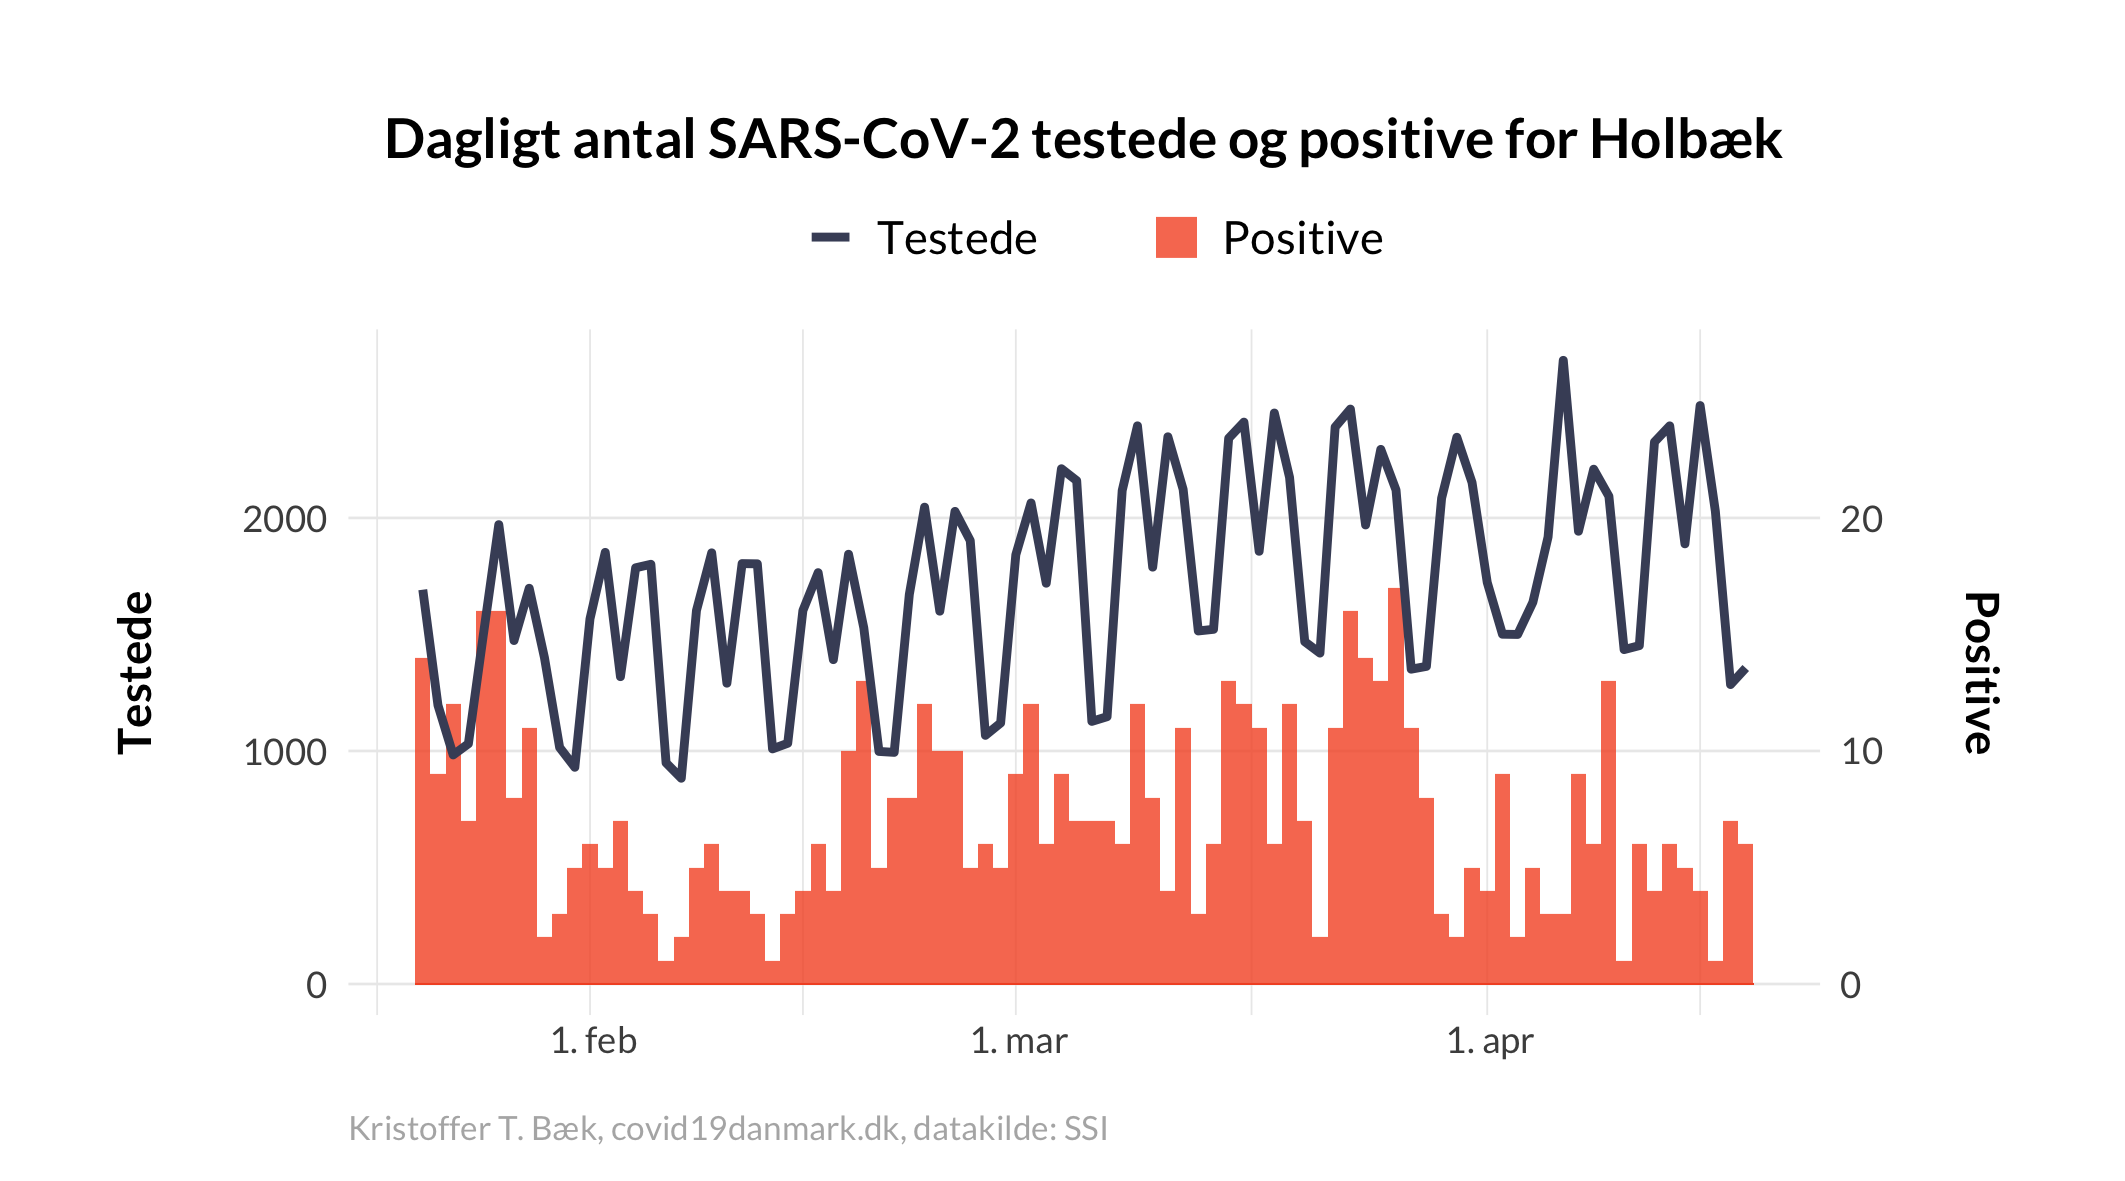 Dagligt antal SARS-CoV-2 testede og positive for Holbæk
Testede
Positive
2000
1000
0
Testede
20
10
0
Positive
1. feb
1. mar
1. apr
Kristoffer T. Bæk, covid19danmark.dk, datakilde: SSI